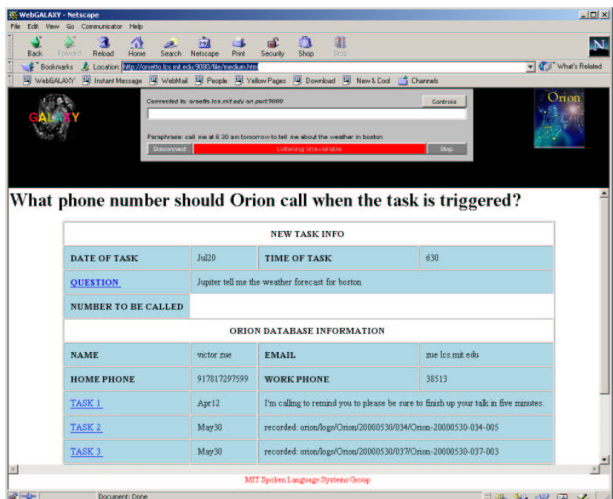 WebGALAXY - Netscape
File Edit View Go Communicator Help
Back Forward Reload Home Search Netscape Print Security Shop Stop
Bookmarks Location: http://orsetto.lcs.mit.edu:9000/file/medium.html What's Related
WebGALAXY Instant Message WebMail People Yellow Pages Download New & Cool Channels
GALAXY
Connected to: orsetto.lcs.mit.edu on port:9000
Controls
Orion
Paraphrase: call me at 6 30 am tomorrow to tell me about the weather in boston
Disconnect Listening Unavailable Stop
What phone number should Orion call when the task is triggered?
NEW TASK INFO
DATE OF TASK Jul20 TIME OF TASK 630
QUESTION Jupiter tell me the weather forecast for boston
NUMBER TO BE CALLED
ORION DATABASE INFORMATION
NAME victor zue EMAIL zue lcs.mit.edu
HOME PHONE 917817297599 WORK PHONE 38513
TASK 1 Apr12 I'm calling to remind you to please be sure to finish up your talk in five minutes.
TASK 2 May30 recorded: orion/logs/Orion/20000530/034/Orion-20000530-034-005
TASK 3 May30 recorded: orion/logs/Orion/20000530/037/Orion-20000530-037-003
MIT Spoken Language Systems Group
Document: Done